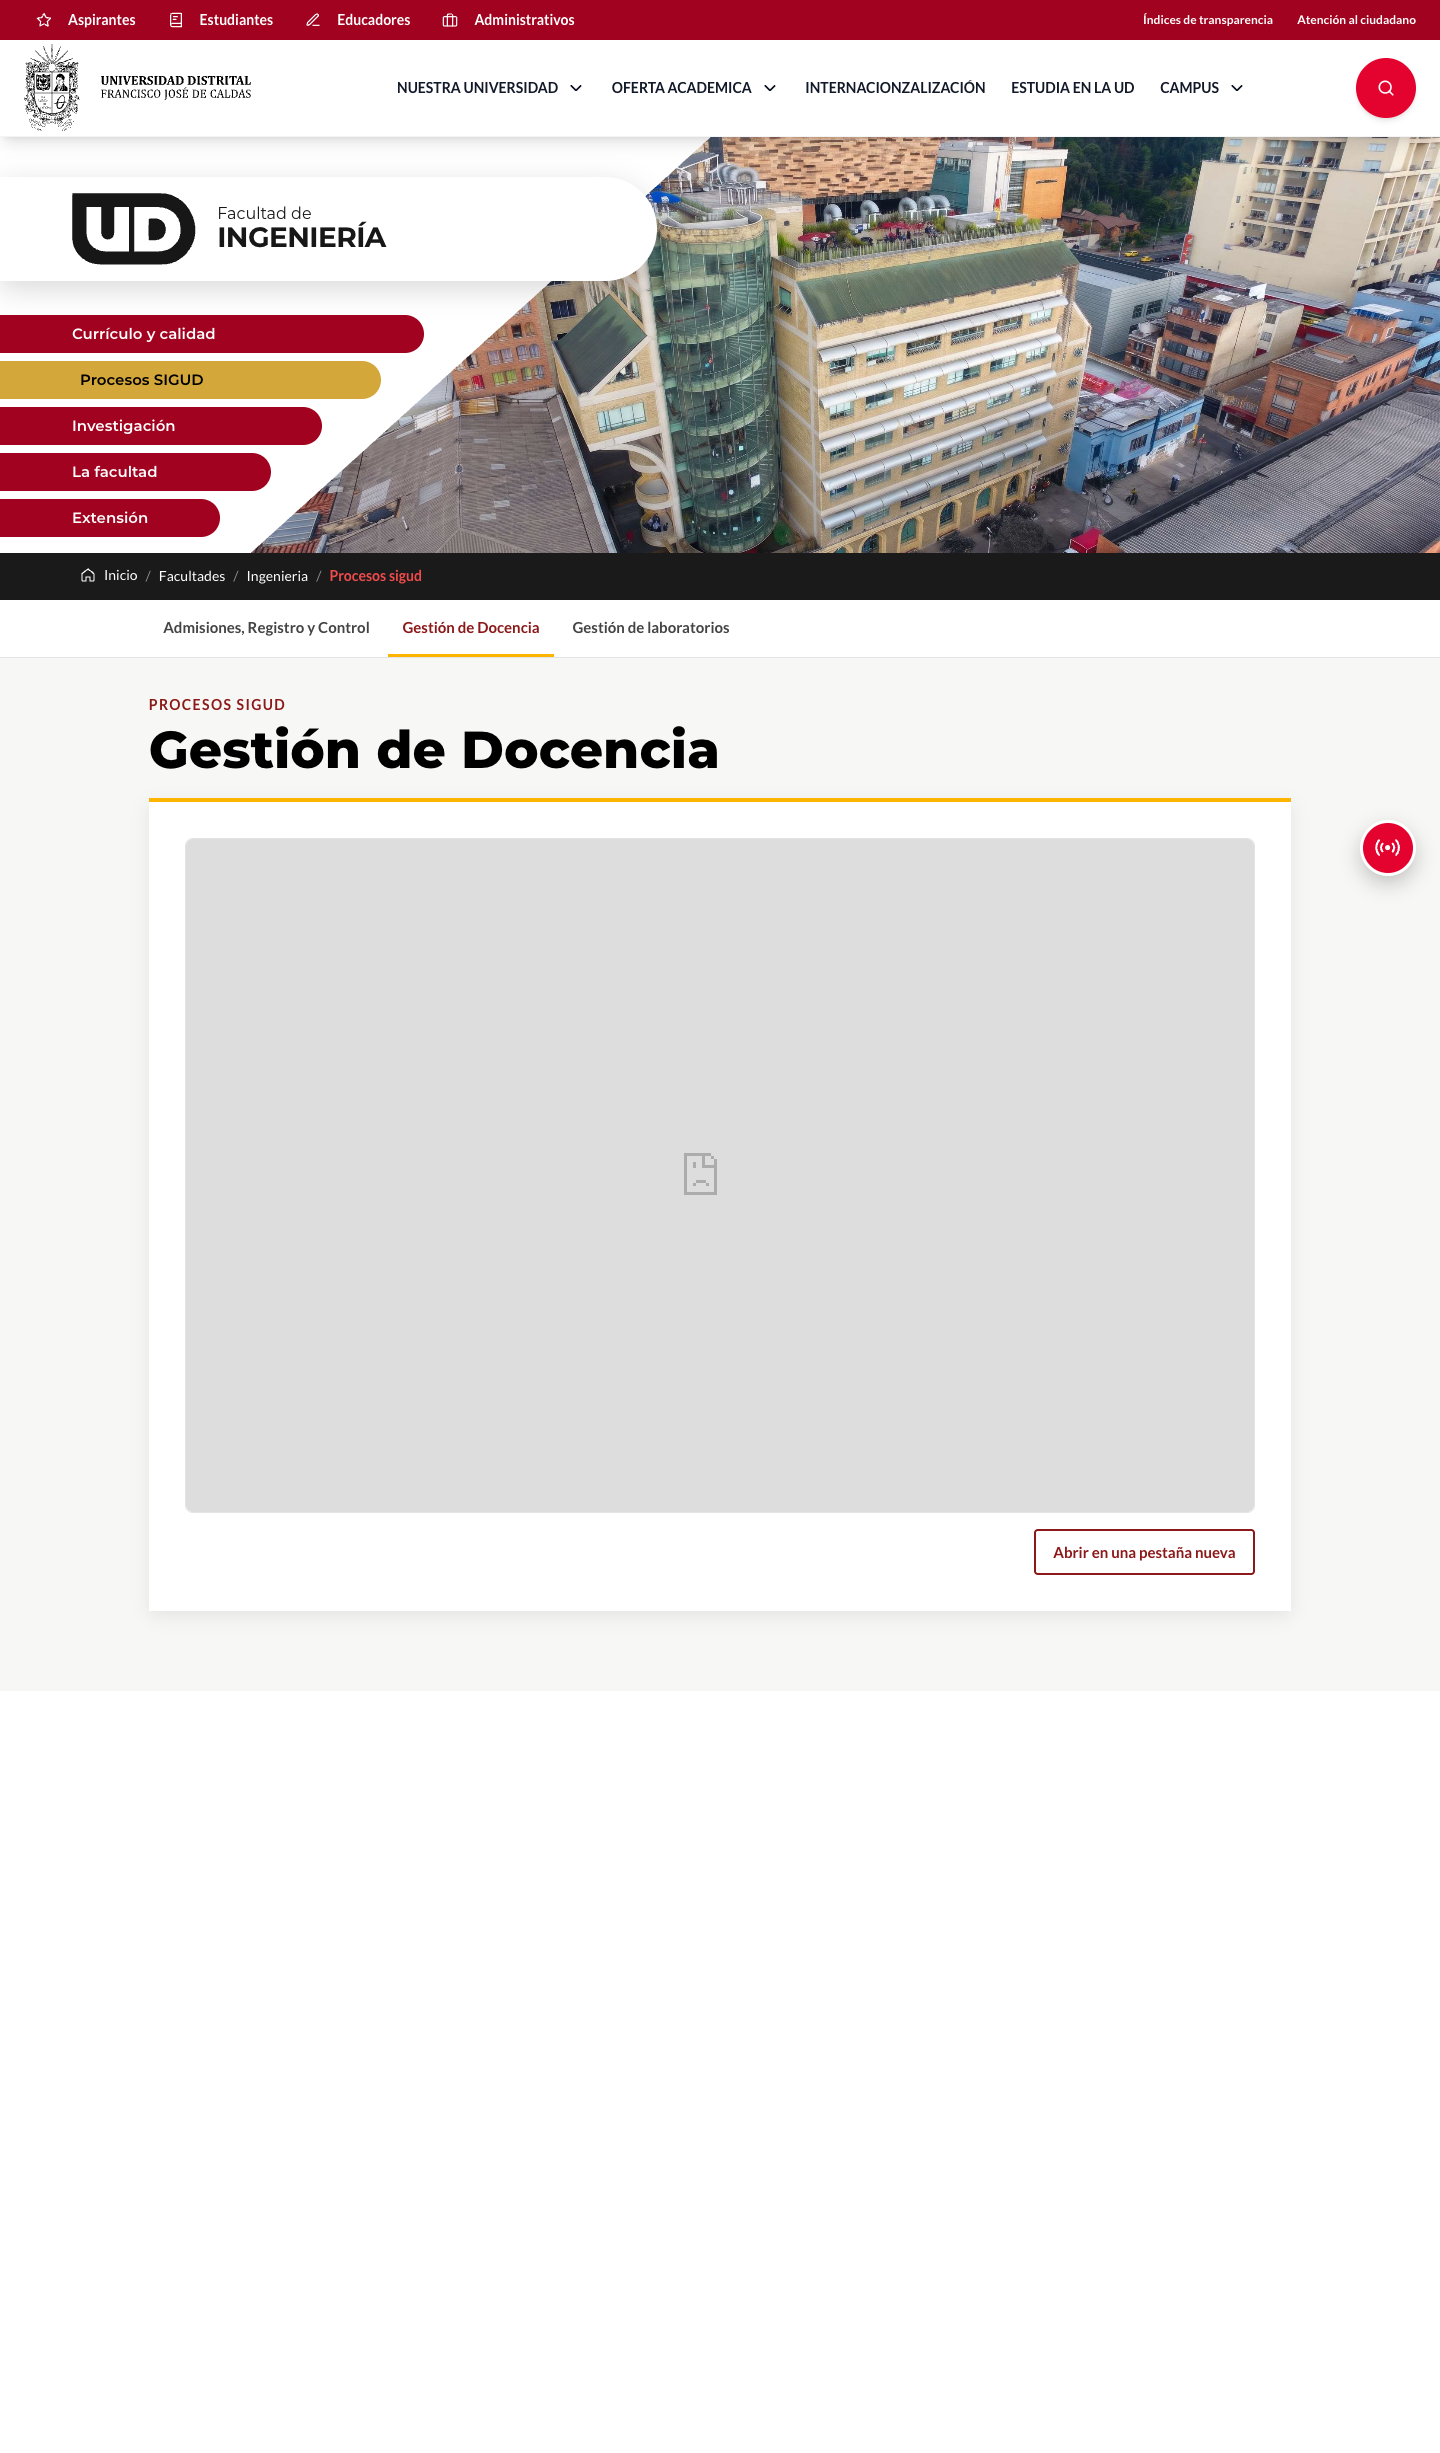 Aspirantes
Estudiantes
Educadores
Administrativos
Índices de transparencia
Atención al ciudadano
UNIVERSIDAD DISTRITAL
FRANCISCO JOSÉ DE CALDAS
NUESTRA UNIVERSIDAD
OFERTA ACADEMICA
INTERNACIONZALIZACIÓN
ESTUDIA EN LA UD
CAMPUS
UD
Facultad de
INGENIERÍA
Currículo y calidad
Procesos SIGUD
Investigación
La facultad
Extensión
Inicio / Facultades / Ingenieria / Procesos sigud
Admisiones, Registro y Control
Gestión de Docencia
Gestión de laboratorios
PROCESOS SIGUD
Gestión de Docencia
Abrir en una pestaña nueva